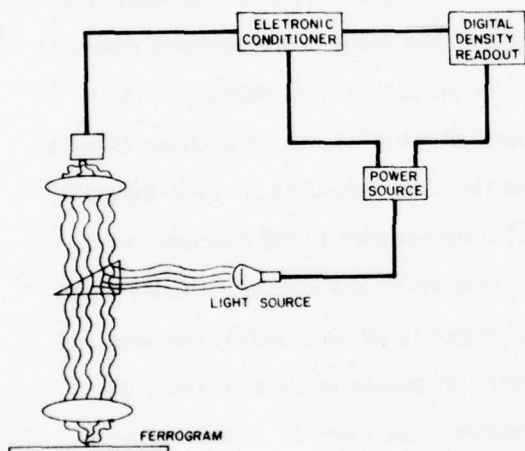 ELETRONIC
CONDITIONER
DIGITAL
DENSITY
READOUT
POWER
SOURCE
LIGHT SOURCE
FERROGRAM